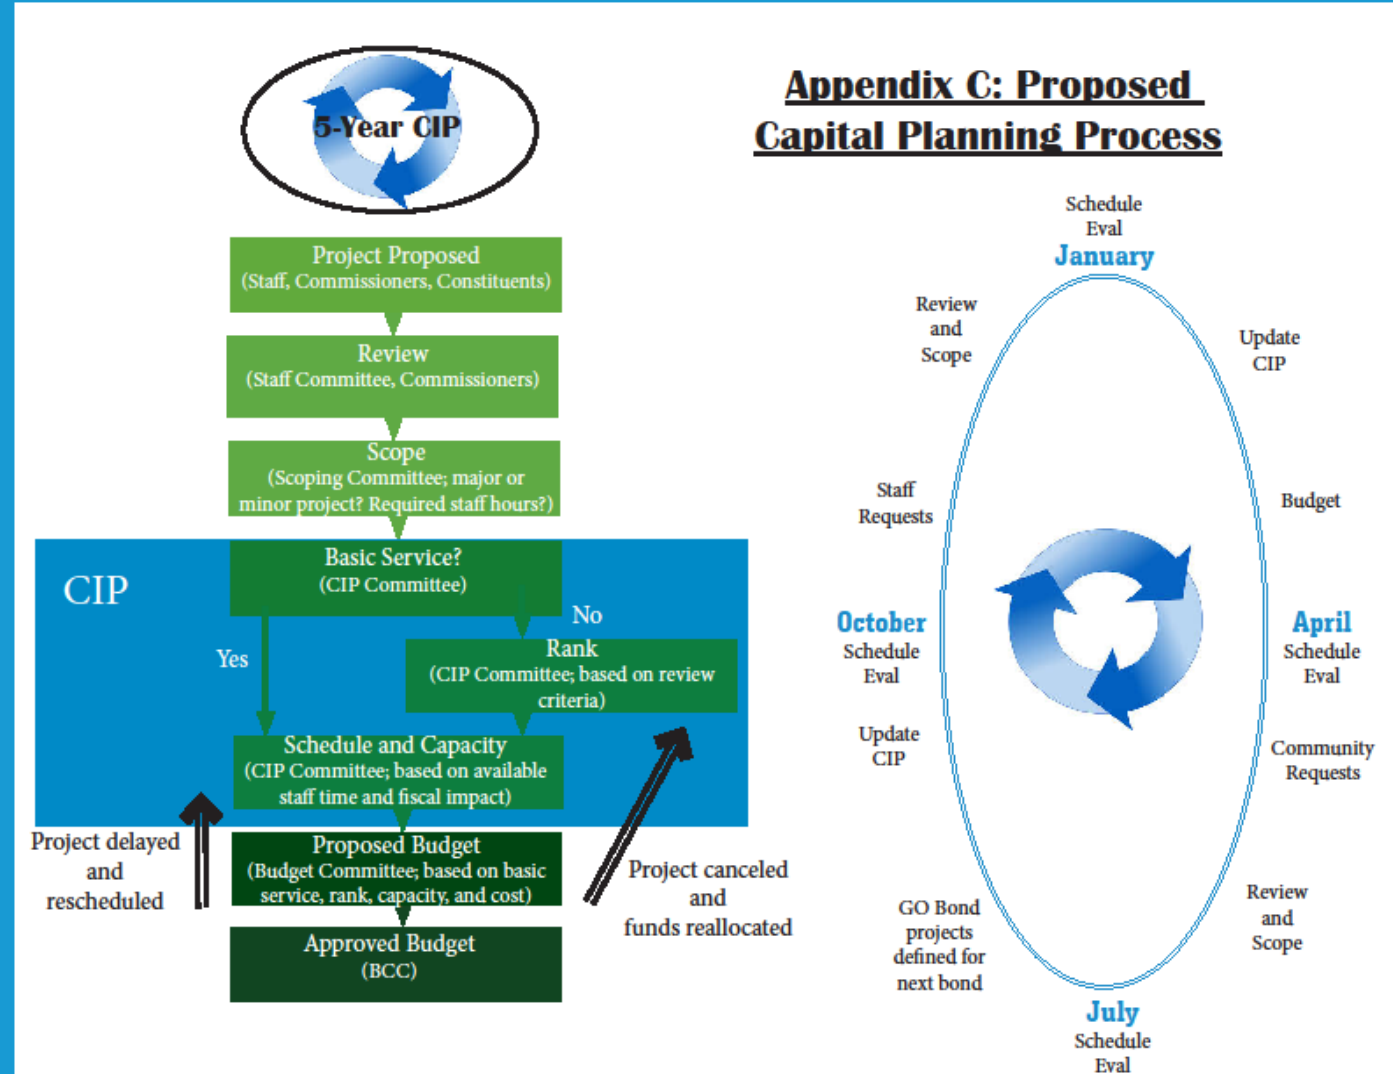 5-Year CIP
Appendix C: Proposed
Capital Planning Process
Project Proposed
(Staff, Commissioners, Constituents)
Review
(Staff Committee, Commissioners)
Scope
(Scoping Committee; major or
minor project? Required staff hours?)
CIP
Basic Service?
(CIP Committee)
Yes
No
Rank
(CIP Committee; based on review
criteria)
Schedule and Capacity
(CIP Committee; based on available
staff time and fiscal impact)
Project delayed
and
rescheduled
Proposed Budget
(Budget Committee; based on basic
service, rank, capacity, and cost)
Project canceled
and
funds reallocated
Approved Budget
(BCC)
Schedule
Eval
January
Update
CIP
Budget
April
Schedule
Eval
Community
Requests
Review
and
Scope
July
Schedule
Eval
GO Bond
projects
defined for
next bond
Update
CIP
October
Schedule
Eval
Staff
Requests
Review
and
Scope